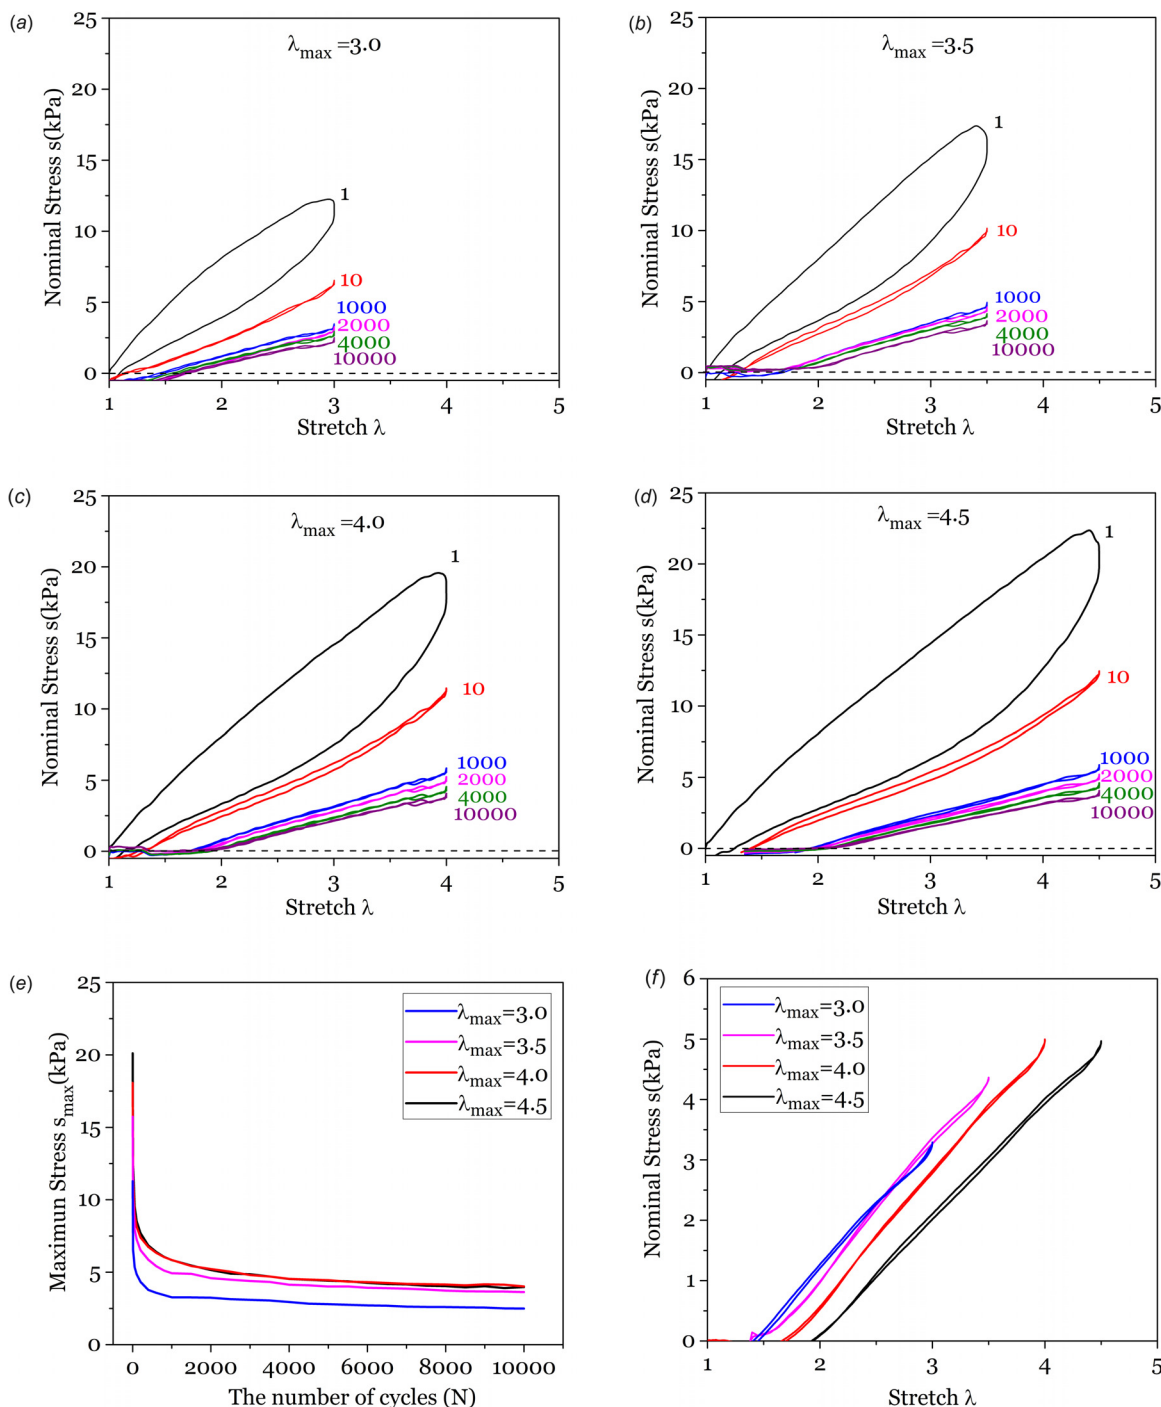 (a)
λmax =3.0
Nominal Stress s(kPa)
25
20
15
10
5
0
1
10
1000
2000
4000
10000
1 2 3 4 5
Stretch λ
(b)
λmax =3.5
Nominal Stress s(kPa)
25
20
15
10
5
0
1
10
1000
2000
4000
10000
1 2 3 4 5
Stretch λ
(c)
λmax =4.0
Nominal Stress s(kPa)
25
20
15
10
5
0
1
10
1000
2000
4000
10000
1 2 3 4 5
Stretch λ
(d)
λmax =4.5
Nominal Stress s(kPa)
25
20
15
10
5
0
1
10
1000
2000
4000
10000
1 2 3 4 5
Stretch λ
(e)
Maximun Stress smax(kPa)
25
20
15
10
5
0
λmax=3.0
λmax=3.5
λmax=4.0
λmax=4.5
0 2000 4000 6000 8000 10000
The number of cycles (N)
(f)
Nominal Stress s(kPa)
6
5
4
3
2
1
0
λmax=3.0
λmax=3.5
λmax=4.0
λmax=4.5
1 2 3 4 5
Stretch λ